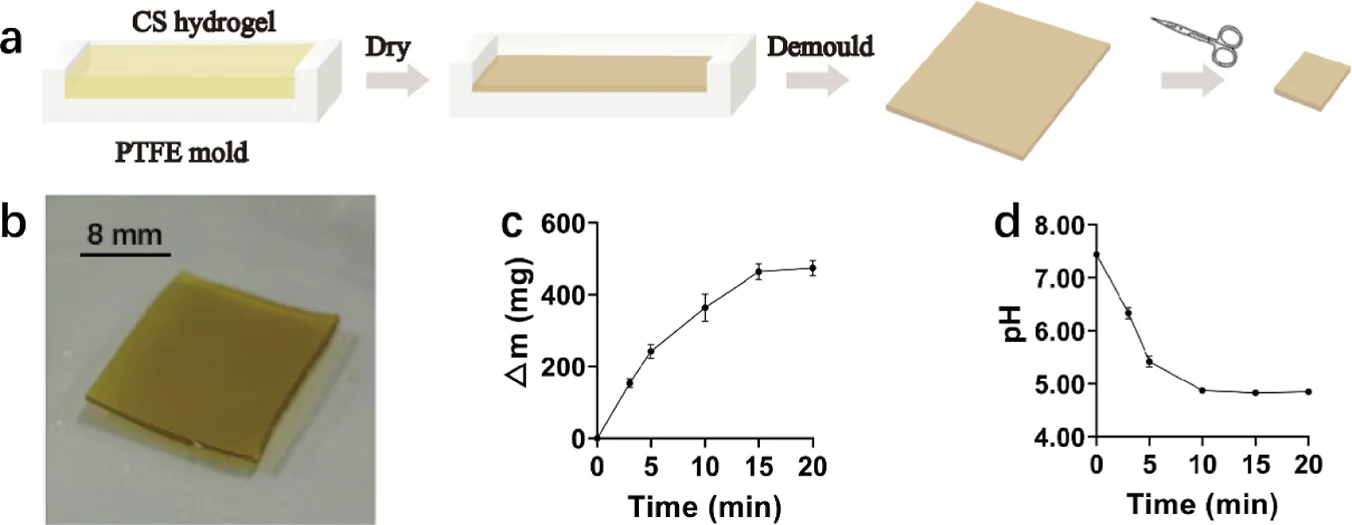 a
CS hydrogel
Dry
Demould
PTFE mold
b
8 mm
c
600
400
200
0
△m (mg)
0 5 10 15 20
Time (min)
d
8.00
7.00
6.00
5.00
4.00
pH
0 5 10 15 20
Time (min)